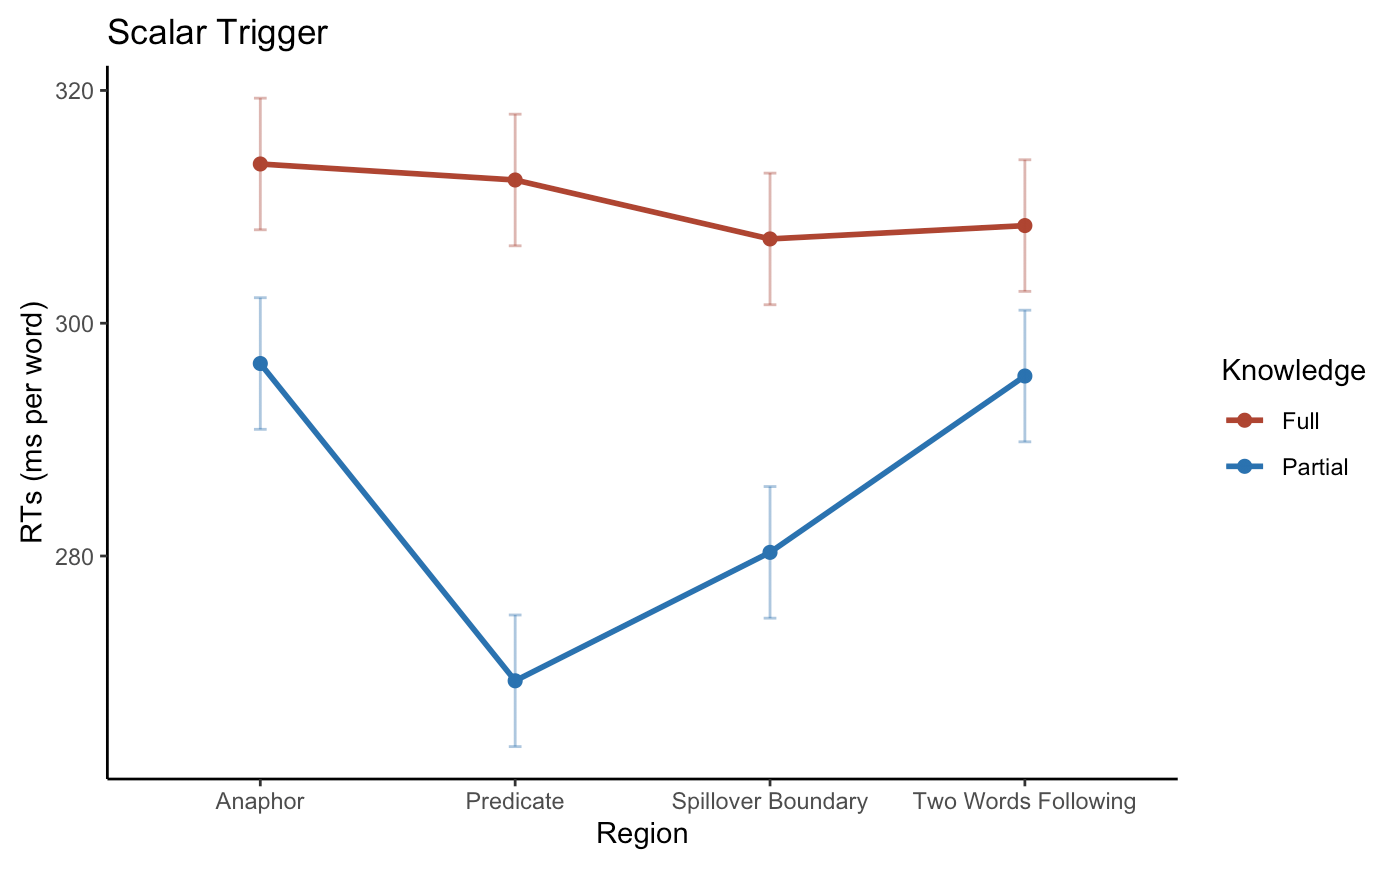 Scalar Trigger
320
300
280
RTs (ms per word)
Anaphor Predicate Spillover Boundary Two Words Following
Region
Knowledge
Full
Partial